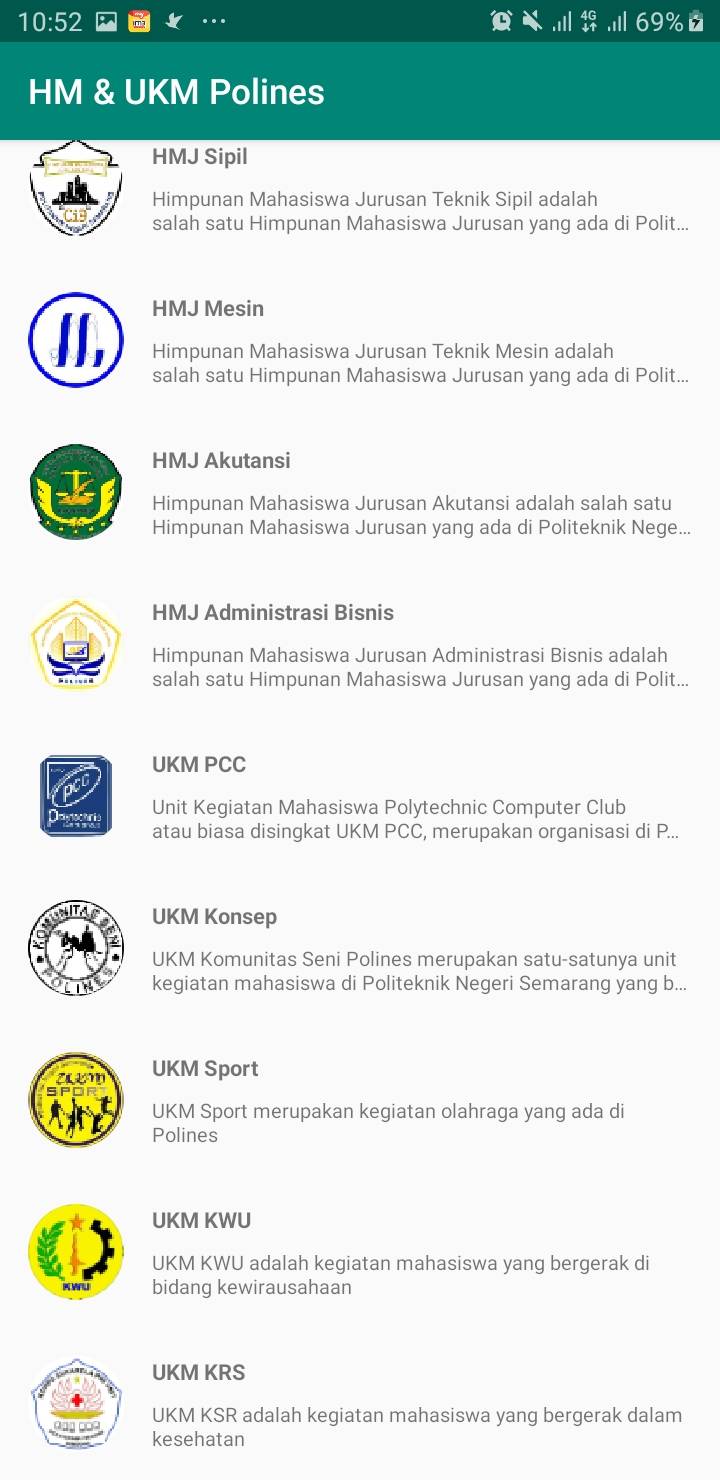 10:52
4G
69%
HM & UKM Polines
HMJ Sipil
Himpunan Mahasiswa Jurusan Teknik Sipil adalah
salah satu Himpunan Mahasiswa Jurusan yang ada di Polit...
HMJ Mesin
Himpunan Mahasiswa Jurusan Teknik Mesin adalah
salah satu Himpunan Mahasiswa Jurusan yang ada di Polit...
HMJ Akutansi
Himpunan Mahasiswa Jurusan Akutansi adalah salah satu
Himpunan Mahasiswa Jurusan yang ada di Politeknik Nege...
HMJ Administrasi Bisnis
Himpunan Mahasiswa Jurusan Administrasi Bisnis adalah
salah satu Himpunan Mahasiswa Jurusan yang ada di Polit...
PCC
Polytechnic
UKM PCC
Unit Kegiatan Mahasiswa Polytechnic Computer Club
atau biasa disingkat UKM PCC, merupakan organisasi di P...
KOMUNITAS SENI
POLINES
UKM Konsep
UKM Komunitas Seni Polines merupakan satu-satunya unit
kegiatan mahasiswa di Politeknik Negeri Semarang yang b...
SPORT
UKM Sport
UKM Sport merupakan kegiatan olahraga yang ada di
Polines
KWU
UKM KWU
UKM KWU adalah kegiatan mahasiswa yang bergerak di
bidang kewirausahaan
UKM KRS
UKM KSR adalah kegiatan mahasiswa yang bergerak dalam
kesehatan